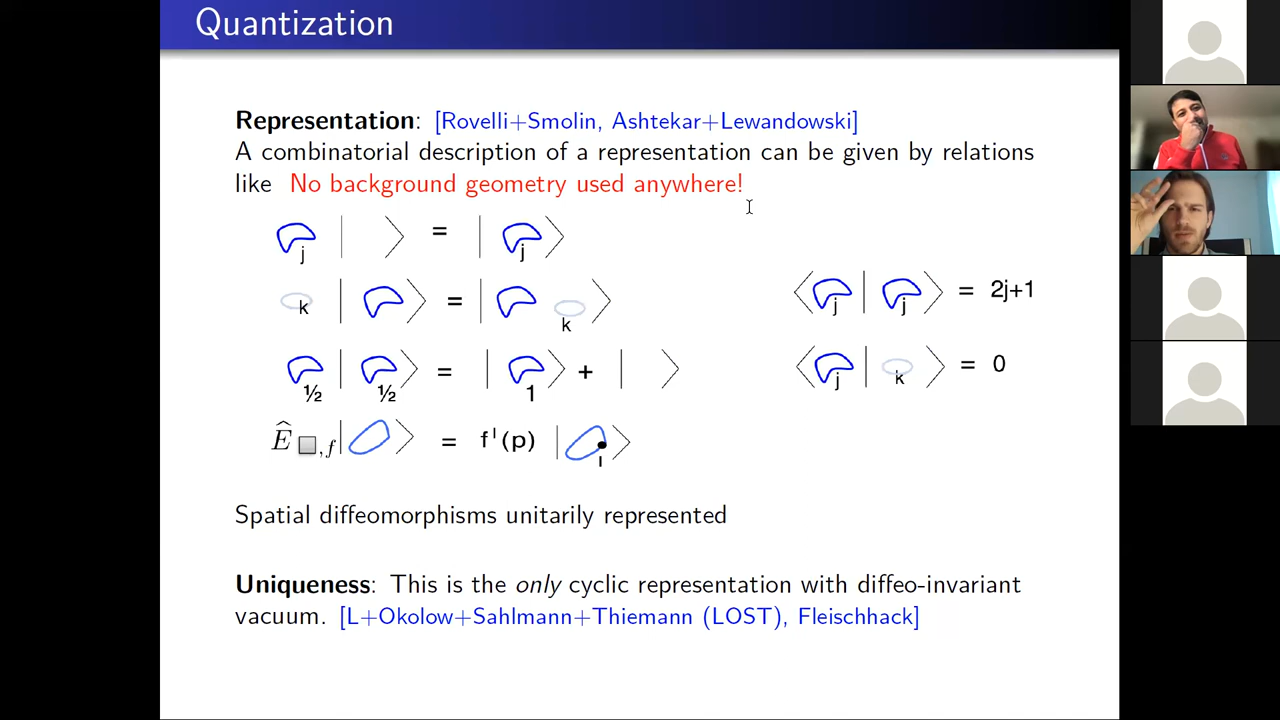 Quantization
Representation: [Rovelli+Smolin, Ashtekar+Lewandowski]
A combinatorial description of a representation can be given by relations
like No background geometry used anywhere!
j | ⟩ = | j ⟩
k | ⟩ = | k ⟩
⟨ j | j ⟩ = 2j+1
½ | ½ ⟩ = | 1 ⟩ + | ⟩
⟨ j | k ⟩ = 0
Ê □,f | ⟩ = f^I(p) | I ⟩
Spatial diffeomorphisms unitarily represented
Uniqueness: This is the only cyclic representation with diffeo-invariant
vacuum. [L+Okolow+Sahlmann+Thiemann (LOST), Fleischhack]